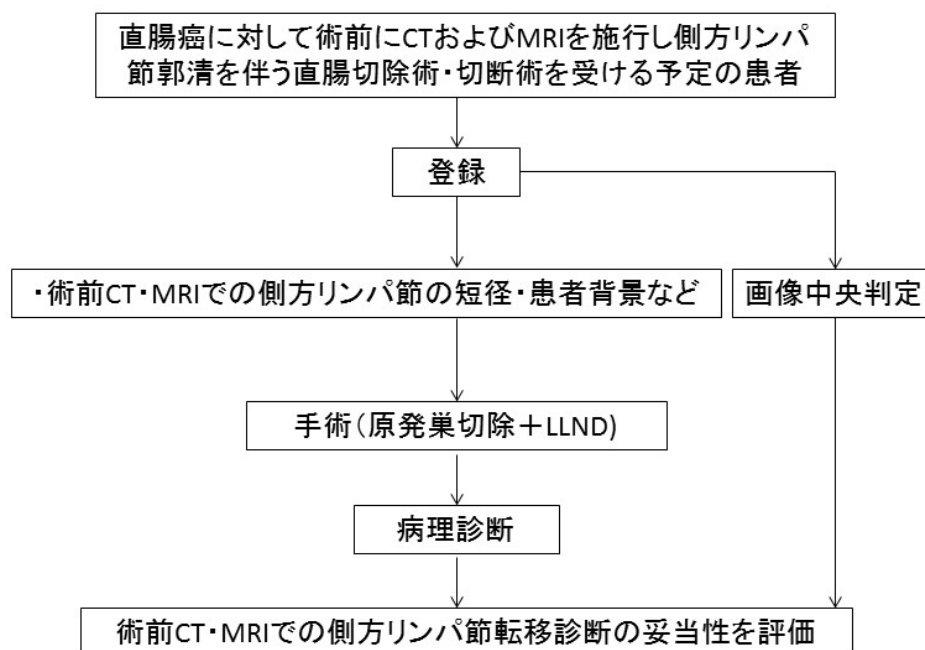 直腸癌に対して術前にCTおよびMRIを施行し側方リンパ
節郭清を伴う直腸切除術・切断術を受ける予定の患者
登録
・術前CT・MRIでの側方リンパ節の短径・患者背景など
画像中央判定
手術(原発巣切除＋LLND)
病理診断
術前CT・MRIでの側方リンパ節転移診断の妥当性を評価